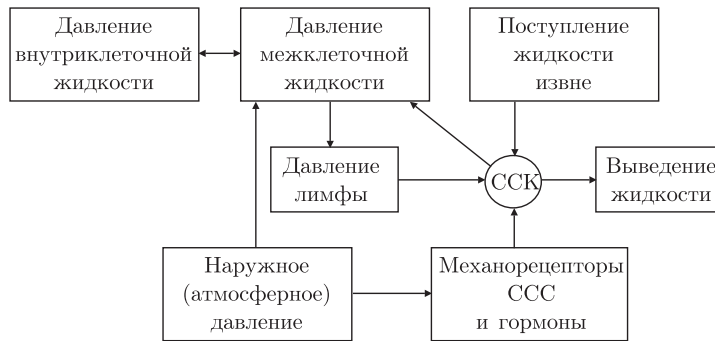 Давление
внутриклеточной
жидкости
Давление
межклеточной
жидкости
Поступление
жидкости
извне
Давление
лимфы
ССК
Выведение
жидкости
Наружное
(атмосферное)
давление
Механорецепторы
ССС
и гормоны